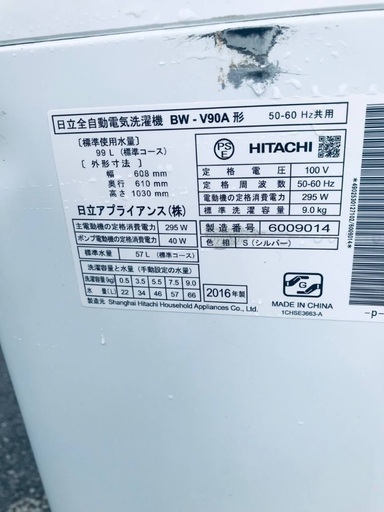 日立全自動電気洗濯機 BW-V90A 形 50-60 Hz共用
〔標準使用水量〕
99 L (標準コース)
〔外形寸法〕
幅 608 mm
奥行 610 mm
高さ 1030 mm
日立アプライアンス(株)
PSE
HITACHI
定格電圧 100 V
定格周波数 50-60 Hz
電動機の定格消費電力 295 W
標準洗濯容量 9.0 kg
主電動機の定格消費電力 295 W
ポンプ電動機の定格消費電力 40 W
製造番号 6009014
色相 S (シルバー)
標準水量 57 L (標準コース)
洗濯容量と水量 (手動設定の水量)
洗濯容量(kg) 0.5 3.5 5.5 7.5 9.0
水量(L) 22 34 46 57 66
2016 年製
製造元 Shanghai Hitachi Household Appliances Co., Ltd.
G
MADE IN CHINA
1CHSE3663-A
-p-